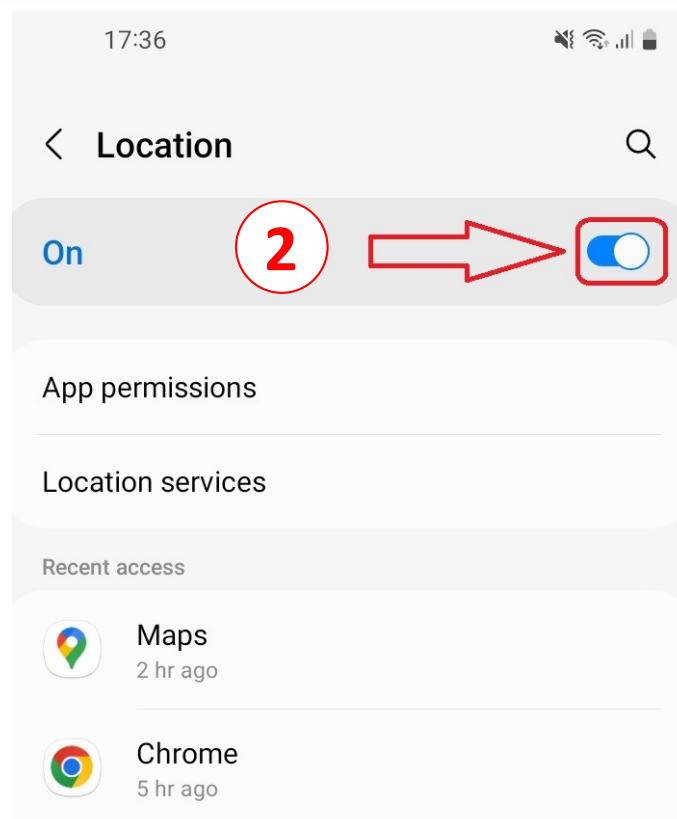 17:36
Location
On
2
App permissions
Location services
Recent access
Maps
2 hr ago
Chrome
5 hr ago